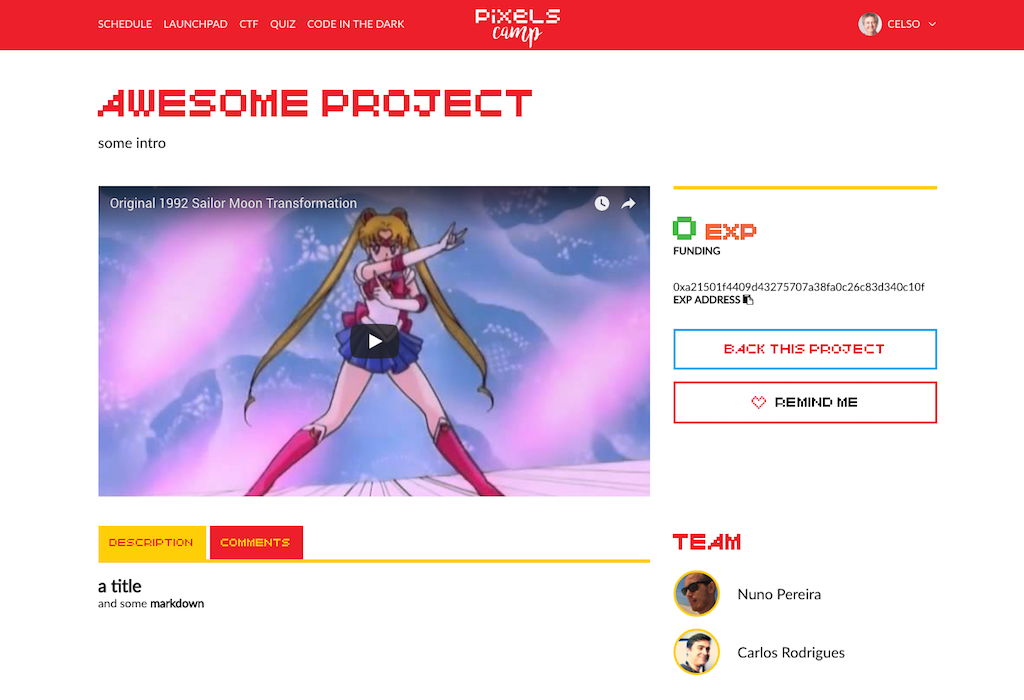 SCHEDULE LAUNCHPAD CTF QUIZ CODE IN THE DARK
PIXELS
camp
CELSO
AWESOME PROJECT
some intro
Original 1992 Sailor Moon Transformation
0 EXP
FUNDING
0xa21501f4409d43275707a38fa0c26c83d340c10f
EXP ADDRESS
BACK THIS PROJECT
REMIND ME
DESCRIPTION
COMMENTS
a title
and some markdown
TEAM
Nuno Pereira
Carlos Rodrigues